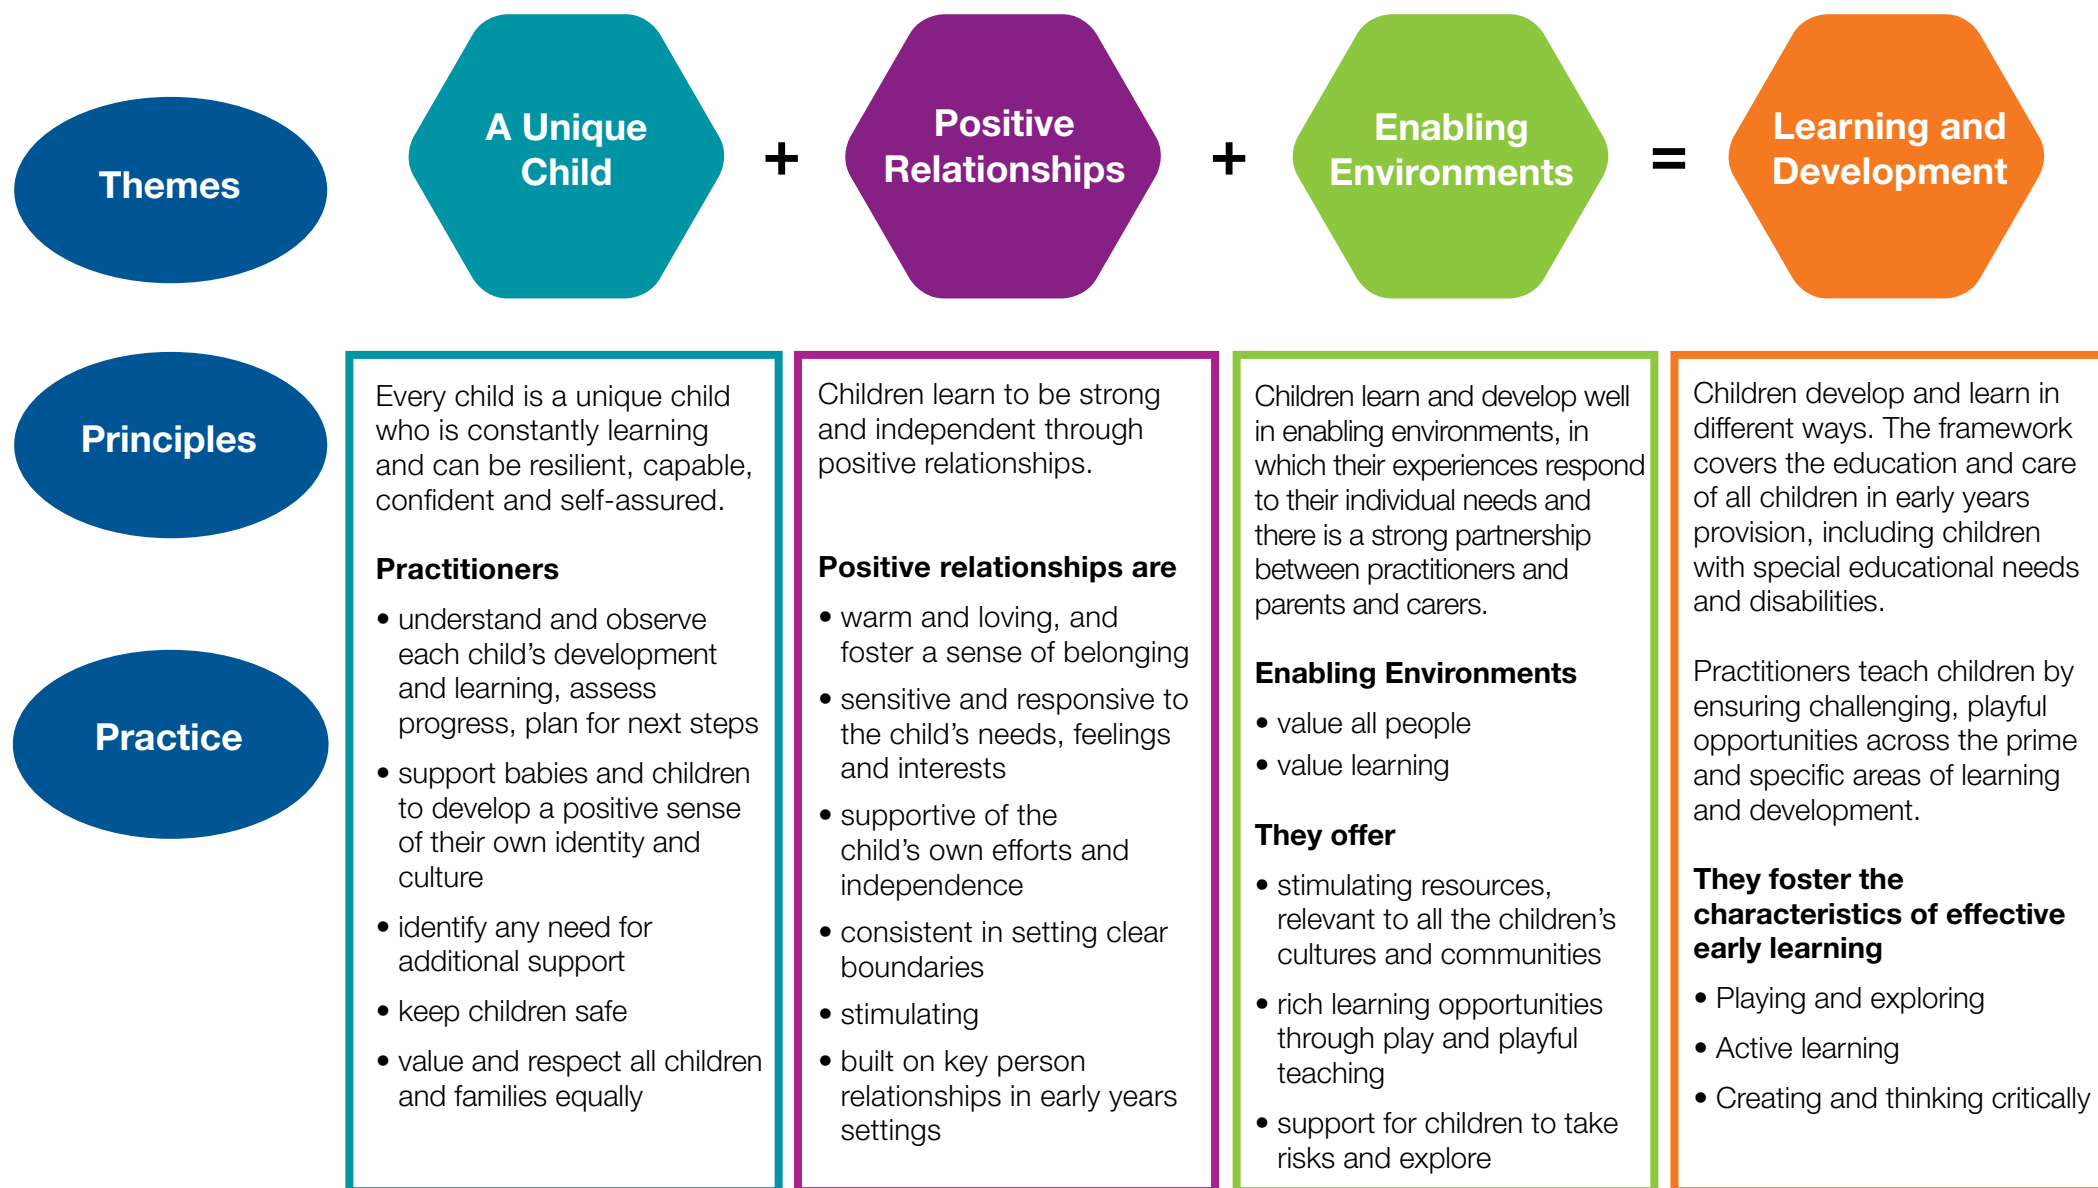 Themes
A Unique
Child
+
Positive
Relationships
+
Enabling
Environments
=
Learning and
Development
Principles
Practice
Every child is a unique child
who is constantly learning
and can be resilient, capable,
confident and self-assured.
Practitioners
• understand and observe
each child’s development
and learning, assess
progress, plan for next steps
• support babies and children
to develop a positive sense
of their own identity and
culture
• identify any need for
additional support
• keep children safe
• value and respect all children
and families equally
Children learn to be strong
and independent through
positive relationships.
Positive relationships are
• warm and loving, and
foster a sense of belonging
• sensitive and responsive to
the child’s needs, feelings
and interests
• supportive of the
child’s own efforts and
independence
• consistent in setting clear
boundaries
• stimulating
• built on key person
relationships in early years
settings
Children learn and develop well
in enabling environments, in
which their experiences respond
to their individual needs and
there is a strong partnership
between practitioners and
parents and carers.
Enabling Environments
• value all people
• value learning
They offer
• stimulating resources,
relevant to all the children’s
cultures and communities
• rich learning opportunities
through play and playful
teaching
• support for children to take
risks and explore
Children develop and learn in
different ways. The framework
covers the education and care
of all children in early years
provision, including children
with special educational needs
and disabilities.
Practitioners teach children by
ensuring challenging, playful
opportunities across the prime
and specific areas of learning
and development.
They foster the
characteristics of effective
early learning
• Playing and exploring
• Active learning
• Creating and thinking critically